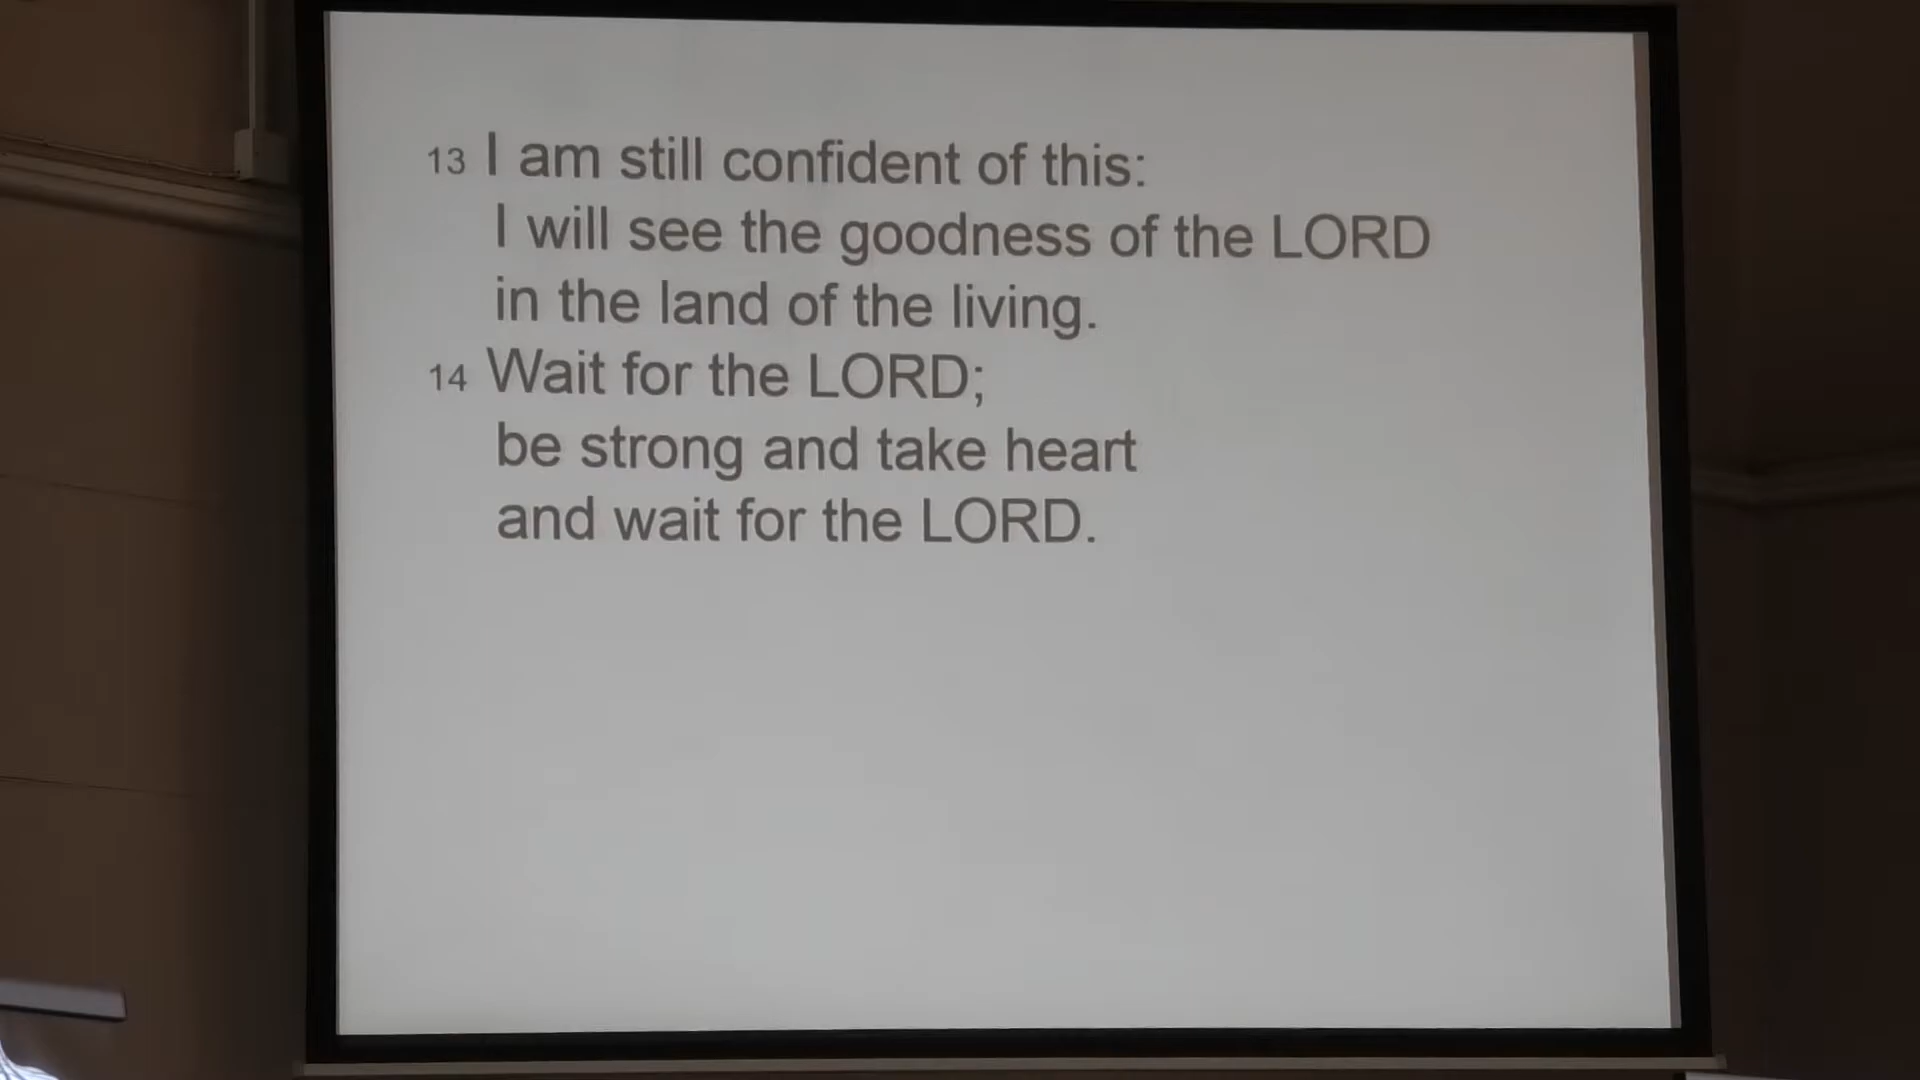 13 I am still confident of this:
I will see the goodness of the LORD
in the land of the living.
14 Wait for the LORD;
be strong and take heart
and wait for the LORD.